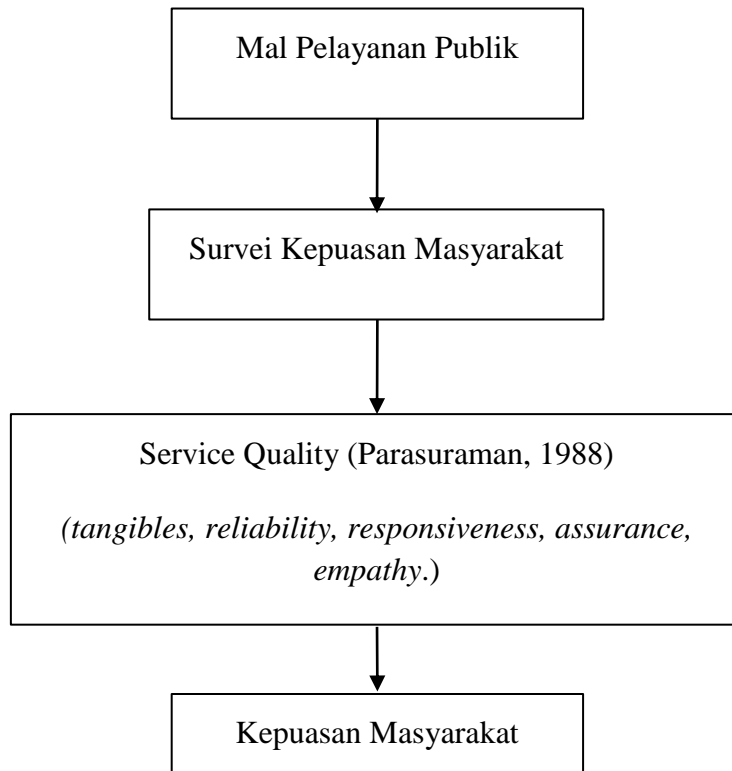 Mal Pelayanan Publik
Survei Kepuasan Masyarakat
Service Quality (Parasuraman, 1988)
(tangibles, reliability, responsiveness, assurance,
empathy.)
Kepuasan Masyarakat